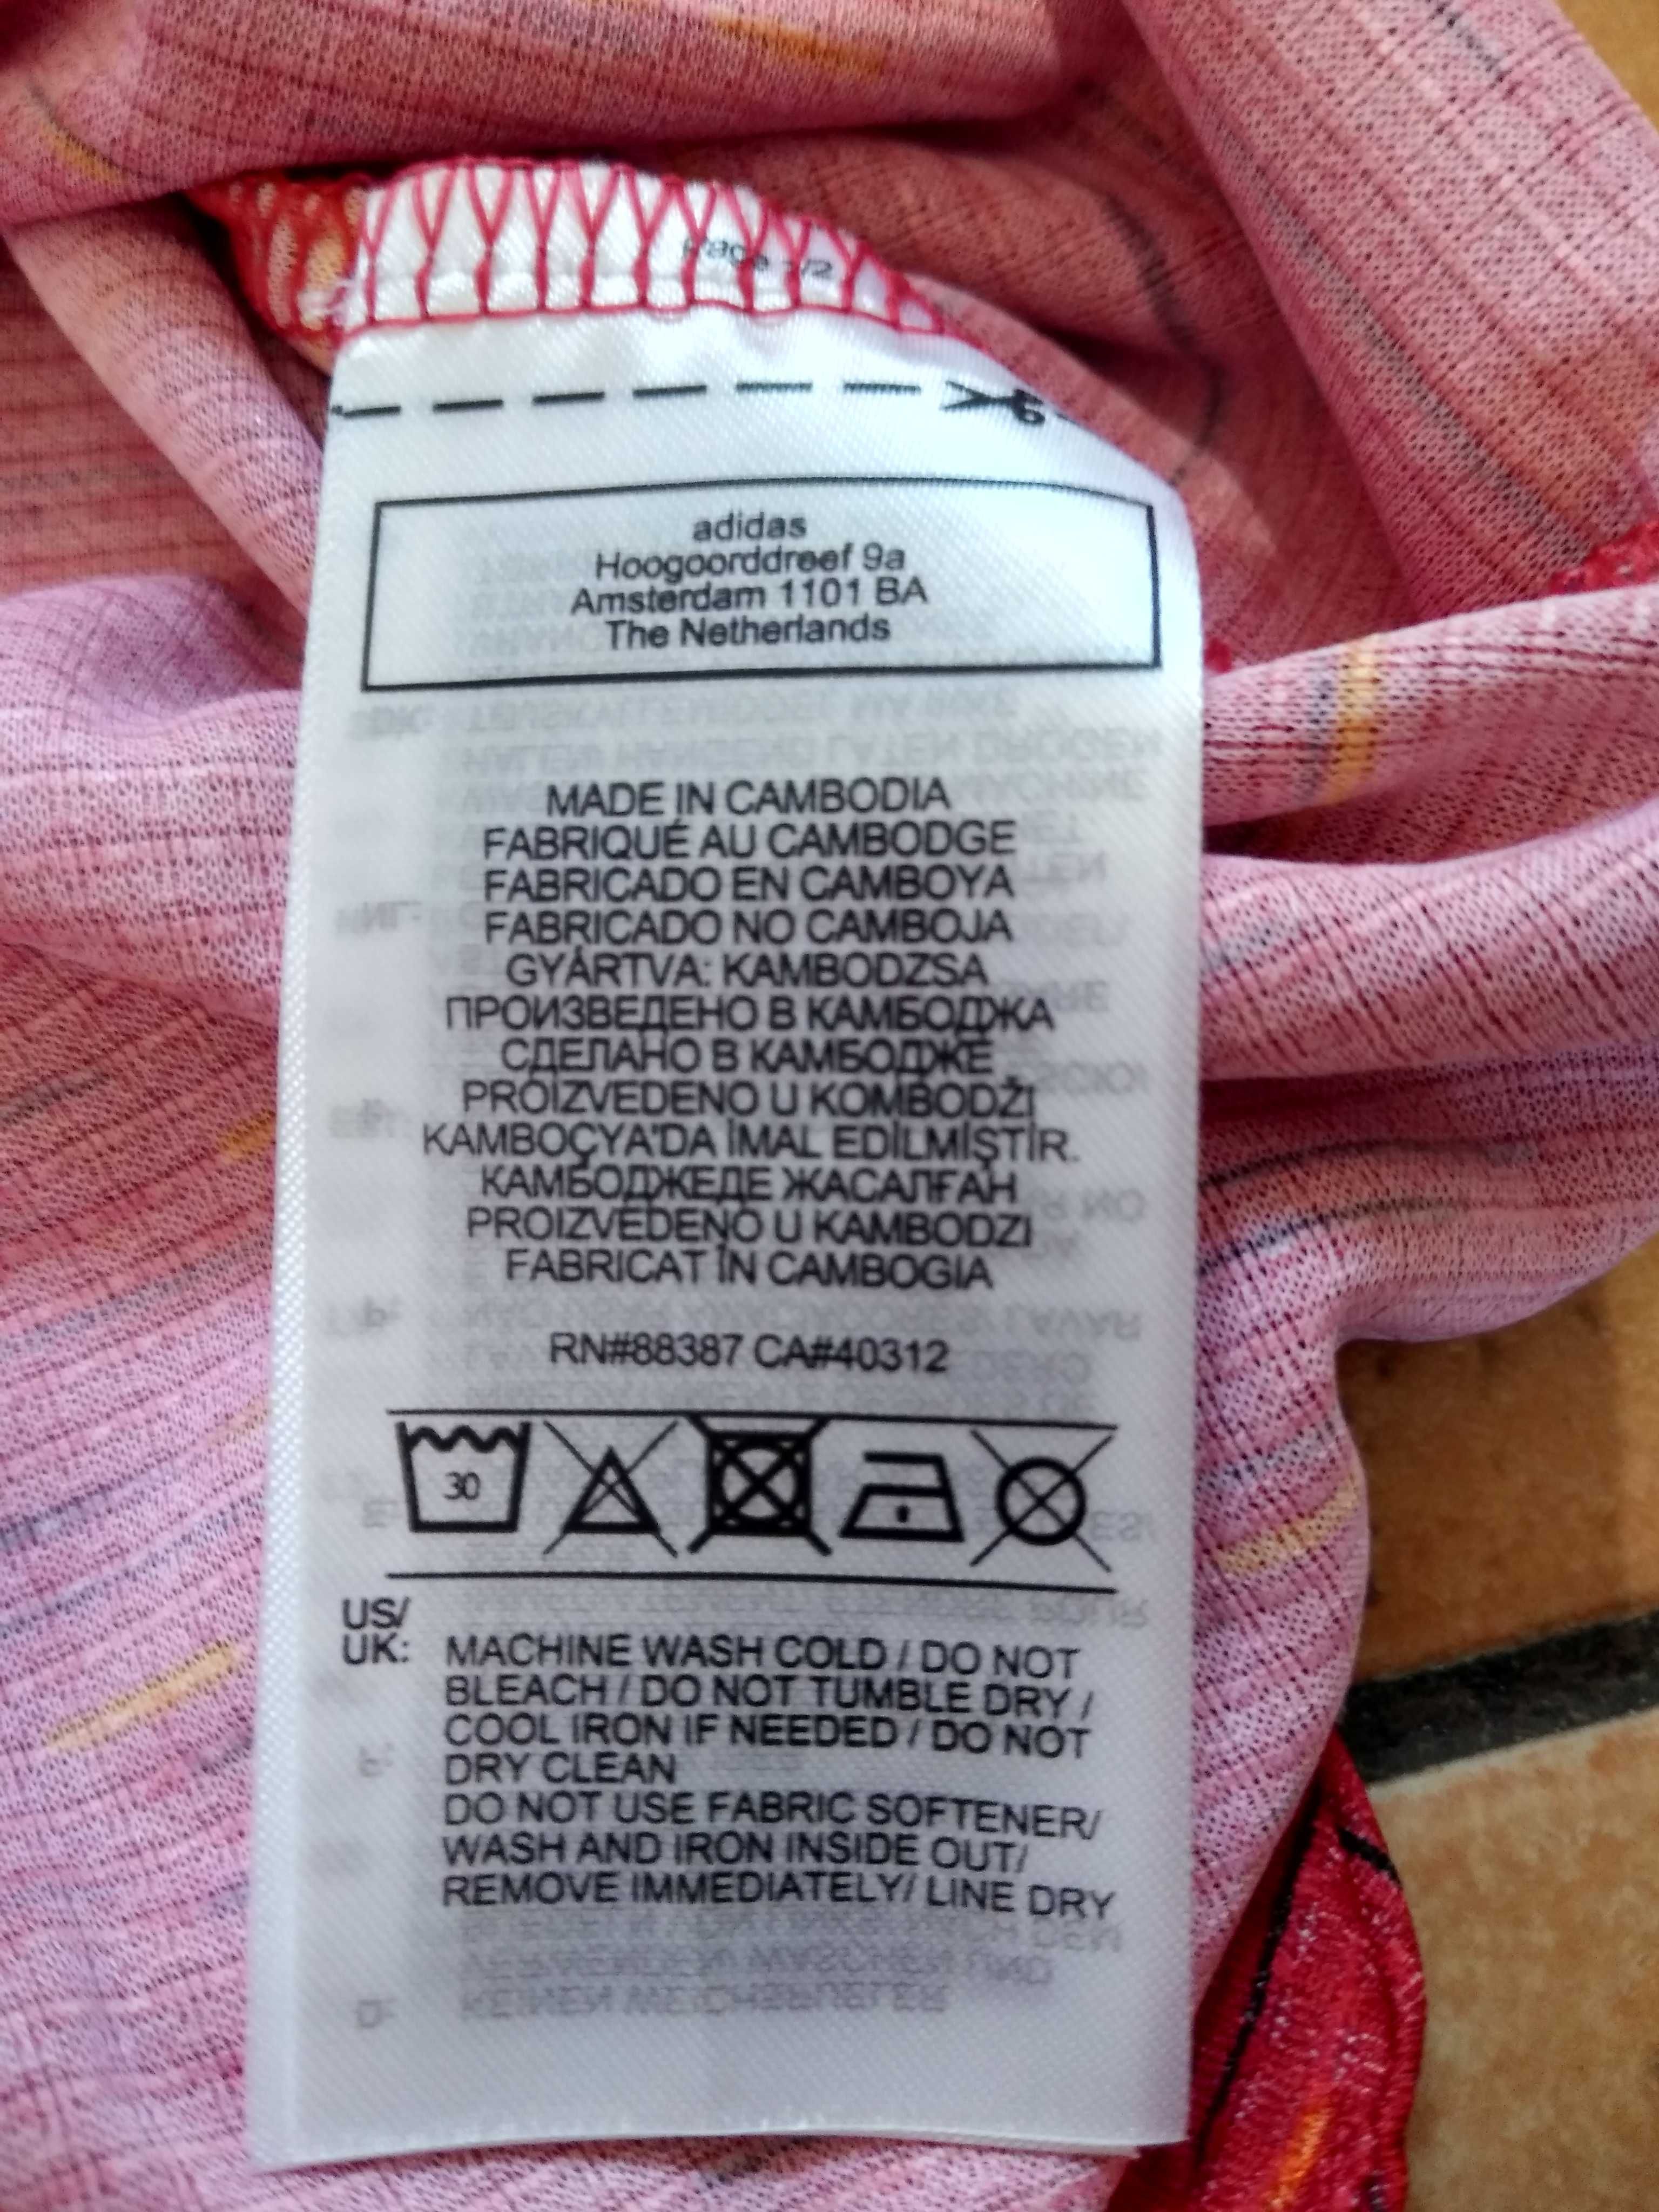 adidas
Hoogoorddreef 9a
Amsterdam 1101 BA
The Netherlands
MADE IN CAMBODIA
FABRIQUÉ AU CAMBODGE
FABRICADO EN CAMBOYA
FABRICADO NO CAMBOJA
GYÁRTVA: KAMBODZSA
ПРОИЗВЕДЕНО В КАМБОДЖА
СДЕЛАНО В КАМБОДЖЕ
PROIZVEDENO U KOMBODŽI
KAMBOÇYA'DA İMAL EDİLMİŞTİR.
КАМБОДЖЕДЕ ЖАСАЛҒАН
PROIZVEDENO U KAMBODZI
FABRICAT ÎN CAMBOGIA
RN#88387 CA#40312
30
US/
UK: MACHINE WASH COLD / DO NOT
BLEACH / DO NOT TUMBLE DRY /
COOL IRON IF NEEDED / DO NOT
DRY CLEAN
DO NOT USE FABRIC SOFTENER/
WASH AND IRON INSIDE OUT/
REMOVE IMMEDIATELY/ LINE DRY